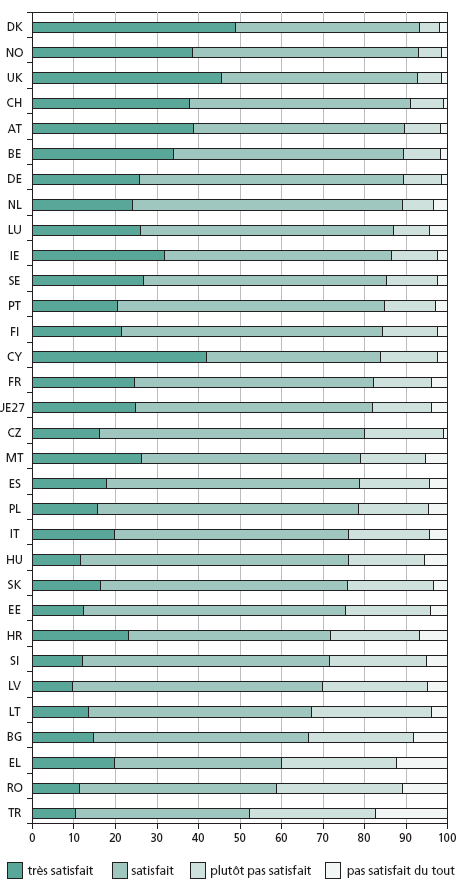 DK
NO
UK
CH
AT
BE
DE
NL
LU
IE
SE
PT
FI
CY
FR
UE27
CZ
MT
ES
PL
IT
HU
SK
EE
HR
SI
LV
LT
BG
EL
RO
TR
0 10 20 30 40 50 60 70 80 90 100
très satisfait satisfait plutôt pas satisfait pas satisfait du tout